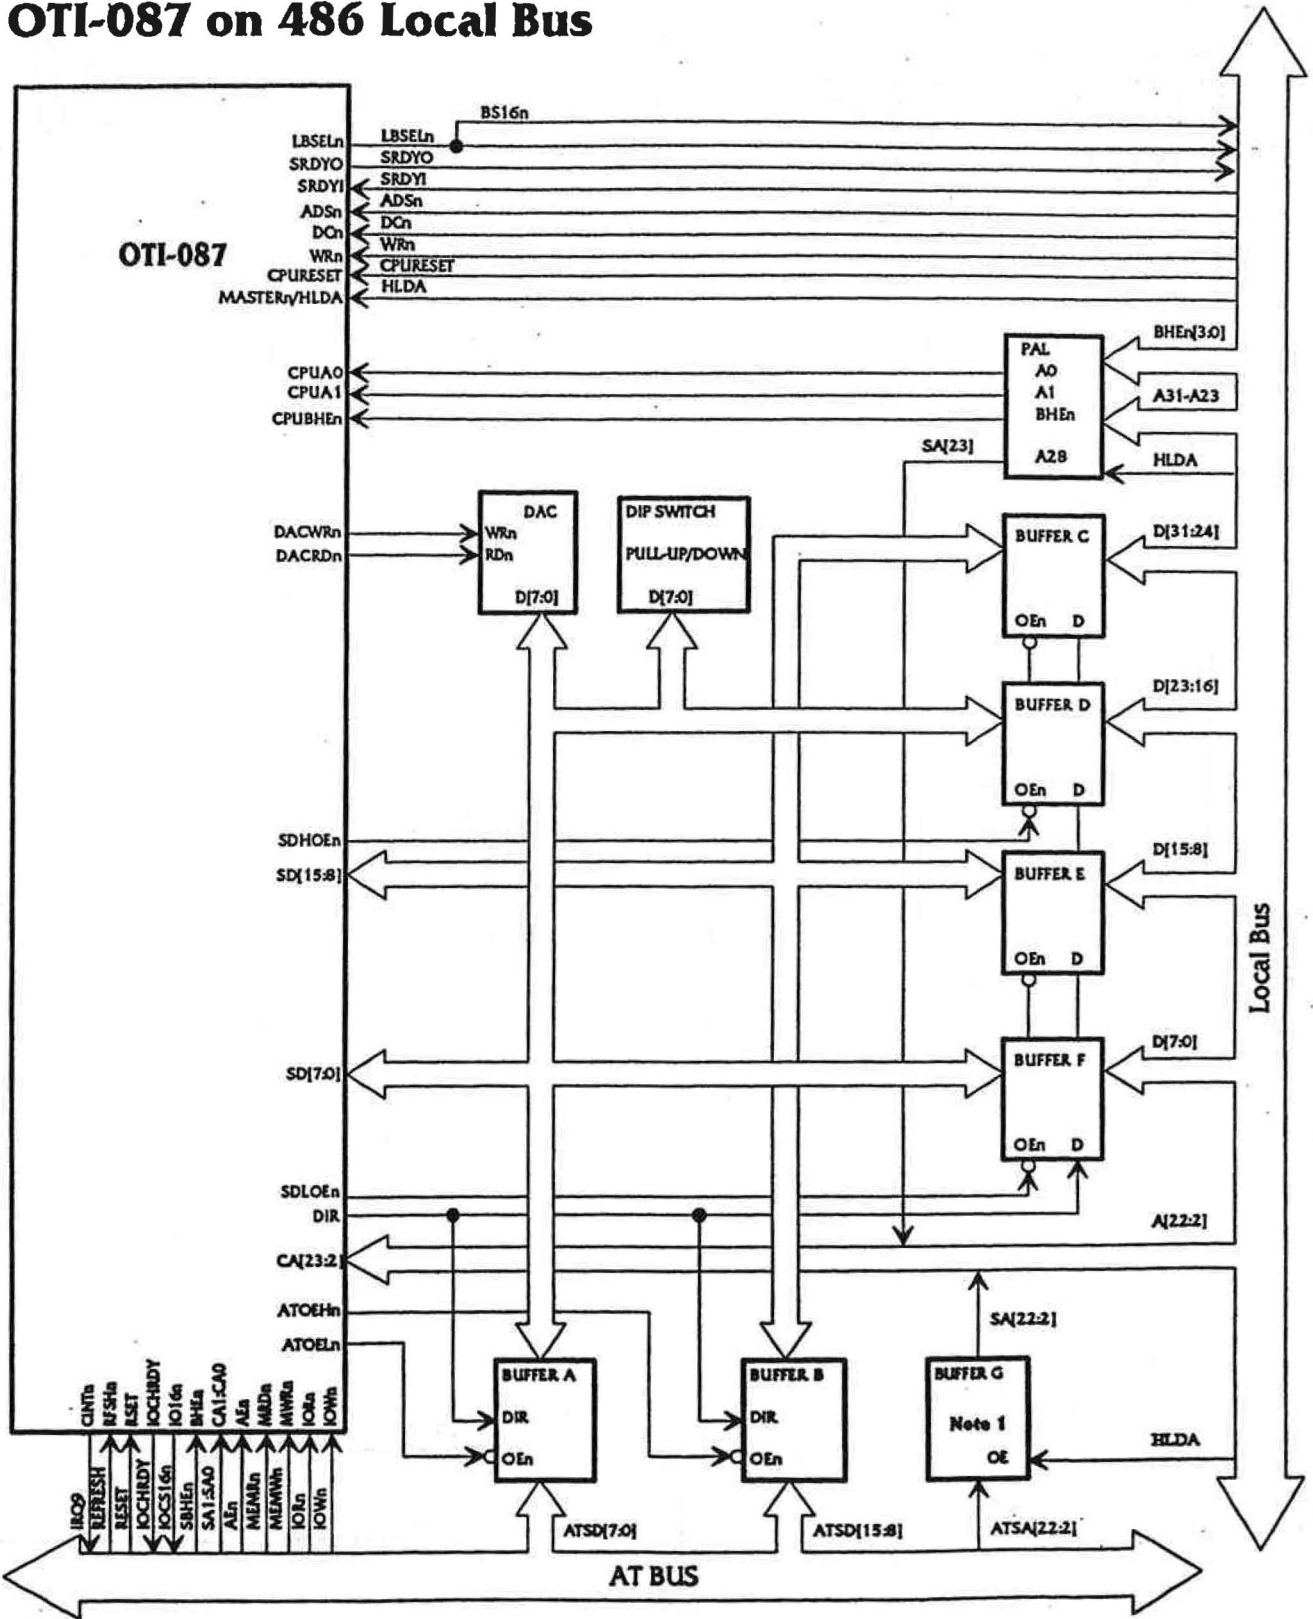 OTI-087 on 486 Local Bus
BS16n
LBSELn LBSELn
SRDYO SRDYO
SRDYI SRDYI
ADSn ADSn
DCn DCn
OTI-087
WRn WRn
CPURESET CPURESET
MASTERn/HLDA HLDA
BHEn[3:0]
PAL
CPUA0 A0
CPUA1 A1 A31-A23
CPUBHEn BHEn
SA[23] A28 HLDA
DAC DIP SWITCH
DACWRn WRn BUFFER C D[31:24]
DACRDn RDn PULL-UP/DOWN
D[7:0] D[7:0]
OEn D
BUFFER D D[23:16]
OEn D
SDHOEn
SD[15:8] BUFFER E D[15:8]
Local Bus
OEn D
SD[7:0] BUFFER F D[7:0]
OEn D
SDLOEn
DIR A[22:2]
CA[23:2]
ATOEHn SA[22:2]
ATOELn
BUFFER A BUFFER B BUFFER G
DIR DIR Note 1
OEn OEn OE HLDA
CINTn RFSHn RSET IOCHRDY IO16n BHEn CA1:CA0 AEn MRDn MWRn IORn IOWn
IRQ9 REFRESH RESET IOCHRDY IOCS16n SBHEn SA1:SA0 AEn MEMRn MEMWn IORn IOWn
ATSD[7:0] ATSD[15:8] ATSA[22:2]
AT BUS